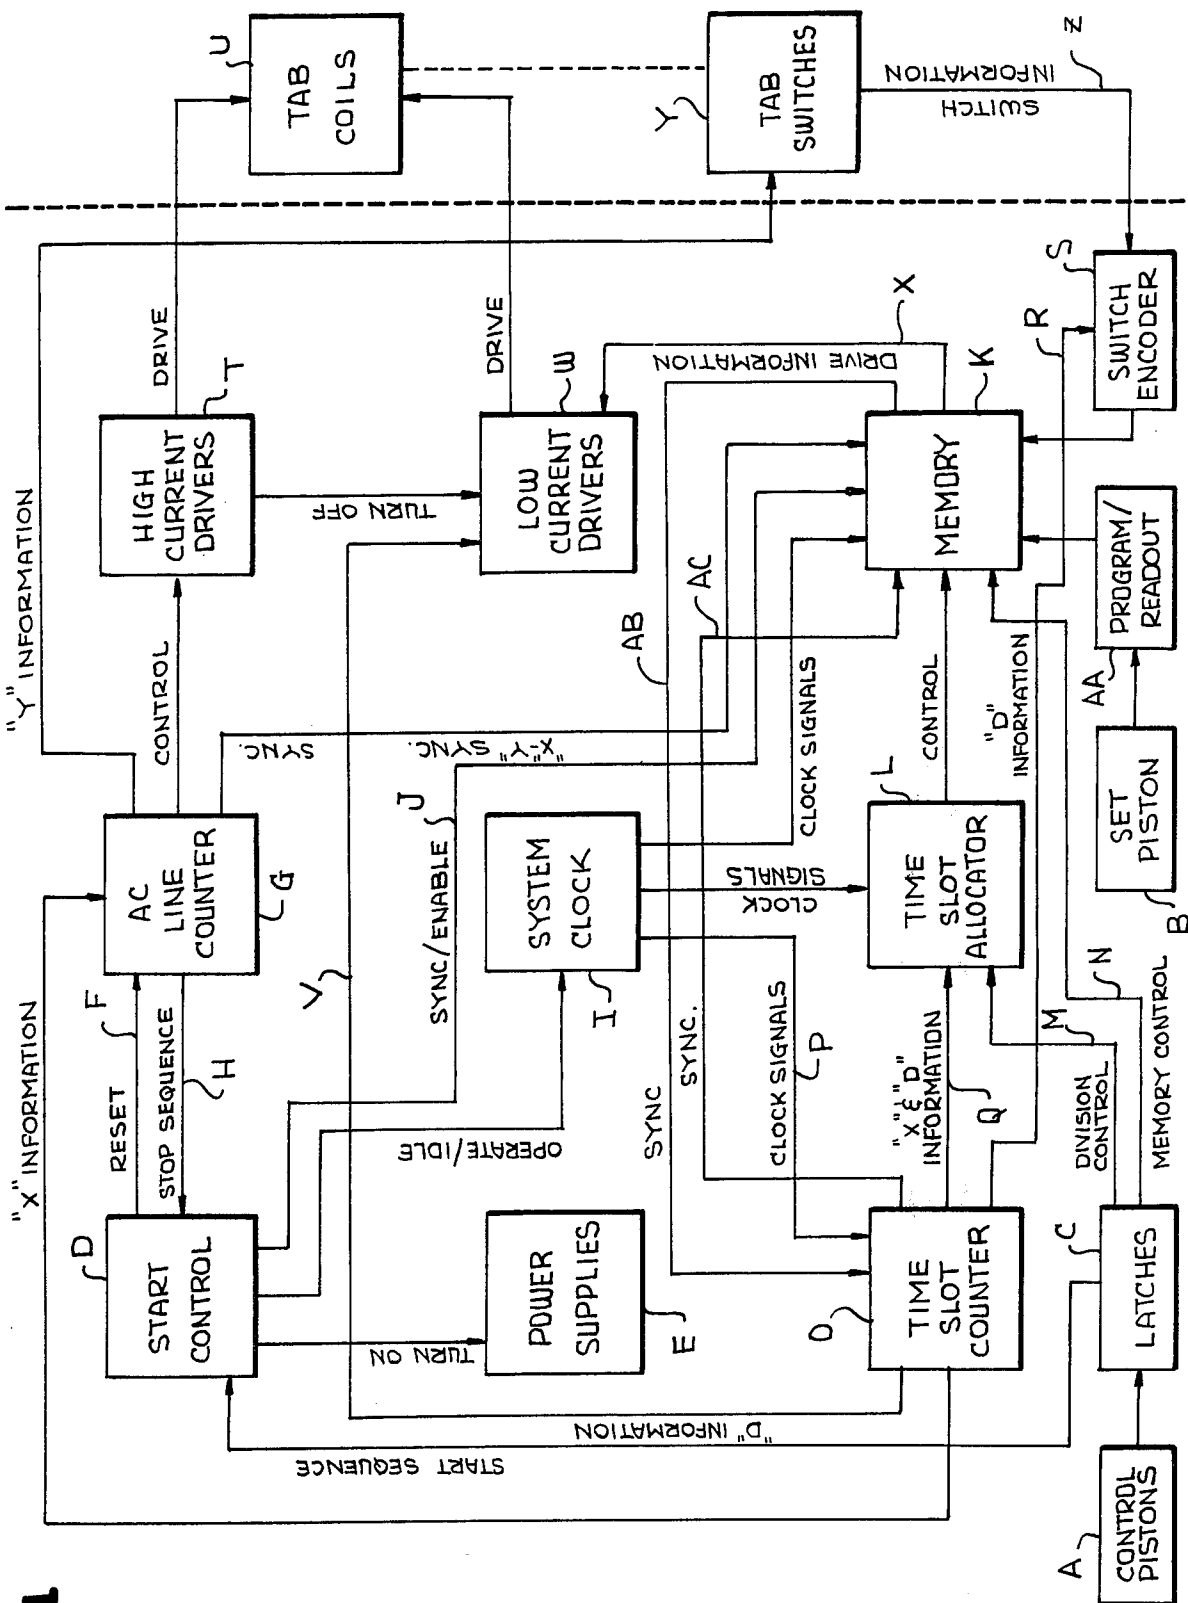 "X" INFORMATION
"Y" INFORMATION
D
START
CONTROL
RESET
F
STOP SEQUENCE
H
AC
LINE
COUNTER
G
CONTROL
HIGH
CURRENT
DRIVERS
T
DRIVE
U
TAB
COILS
TURN ON
OPERATE/IDLE
SYNC/ENABLE
J
V
SYNC.
"X-Y" SYNC.
TURN OFF
DRIVE
POWER
SUPPLIES
E
SYSTEM
CLOCK
I
LOW
CURRENT
DRIVERS
W
Y
TAB
SWITCHES
START SEQUENCE
"D" INFORMATION
SYNC
SYNC.
CLOCK SIGNALS
P
CLOCK
SIGNALS
CLOCK SIGNALS
AB
AC
DRIVE INFORMATION
X
SWITCH
INFORMATION
Z
O
TIME
SLOT
COUNTER
"X" & "D"
INFORMATION
Q
TIME
SLOT
ALLOCATOR
L
CONTROL
MEMORY
K
"D"
INFORMATION
R
DIVISION
CONTROL
M
N
MEMORY CONTROL
A
CONTROL
PISTONS
C
LATCHES
B
SET
PISTON
AA
PROGRAM/
READOUT
S
SWITCH
ENCODER
1